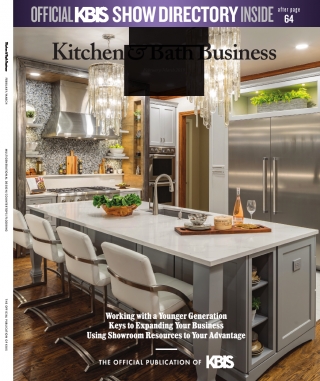 OFFICIAL KBIS SHOW DIRECTORY INSIDE after page 64
Kitchen & Bath Business
Working with a Younger Generation
Keys to Expanding Your Business
Using Showroom Resources to Your Advantage
THE OFFICIAL PUBLICATION OF KBIS